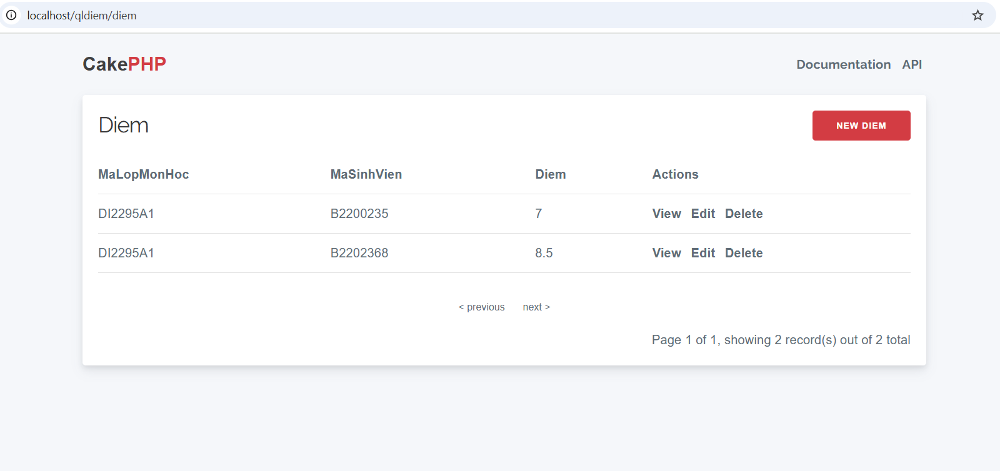 localhost/qldiem/diem
CakePHP Documentation API
Diem NEW DIEM
MaLopMonHoc MaSinhVien Diem Actions
DI2295A1 B2200235 7 View Edit Delete
DI2295A1 B2202368 8.5 View Edit Delete
< previous next >
Page 1 of 1, showing 2 record(s) out of 2 total